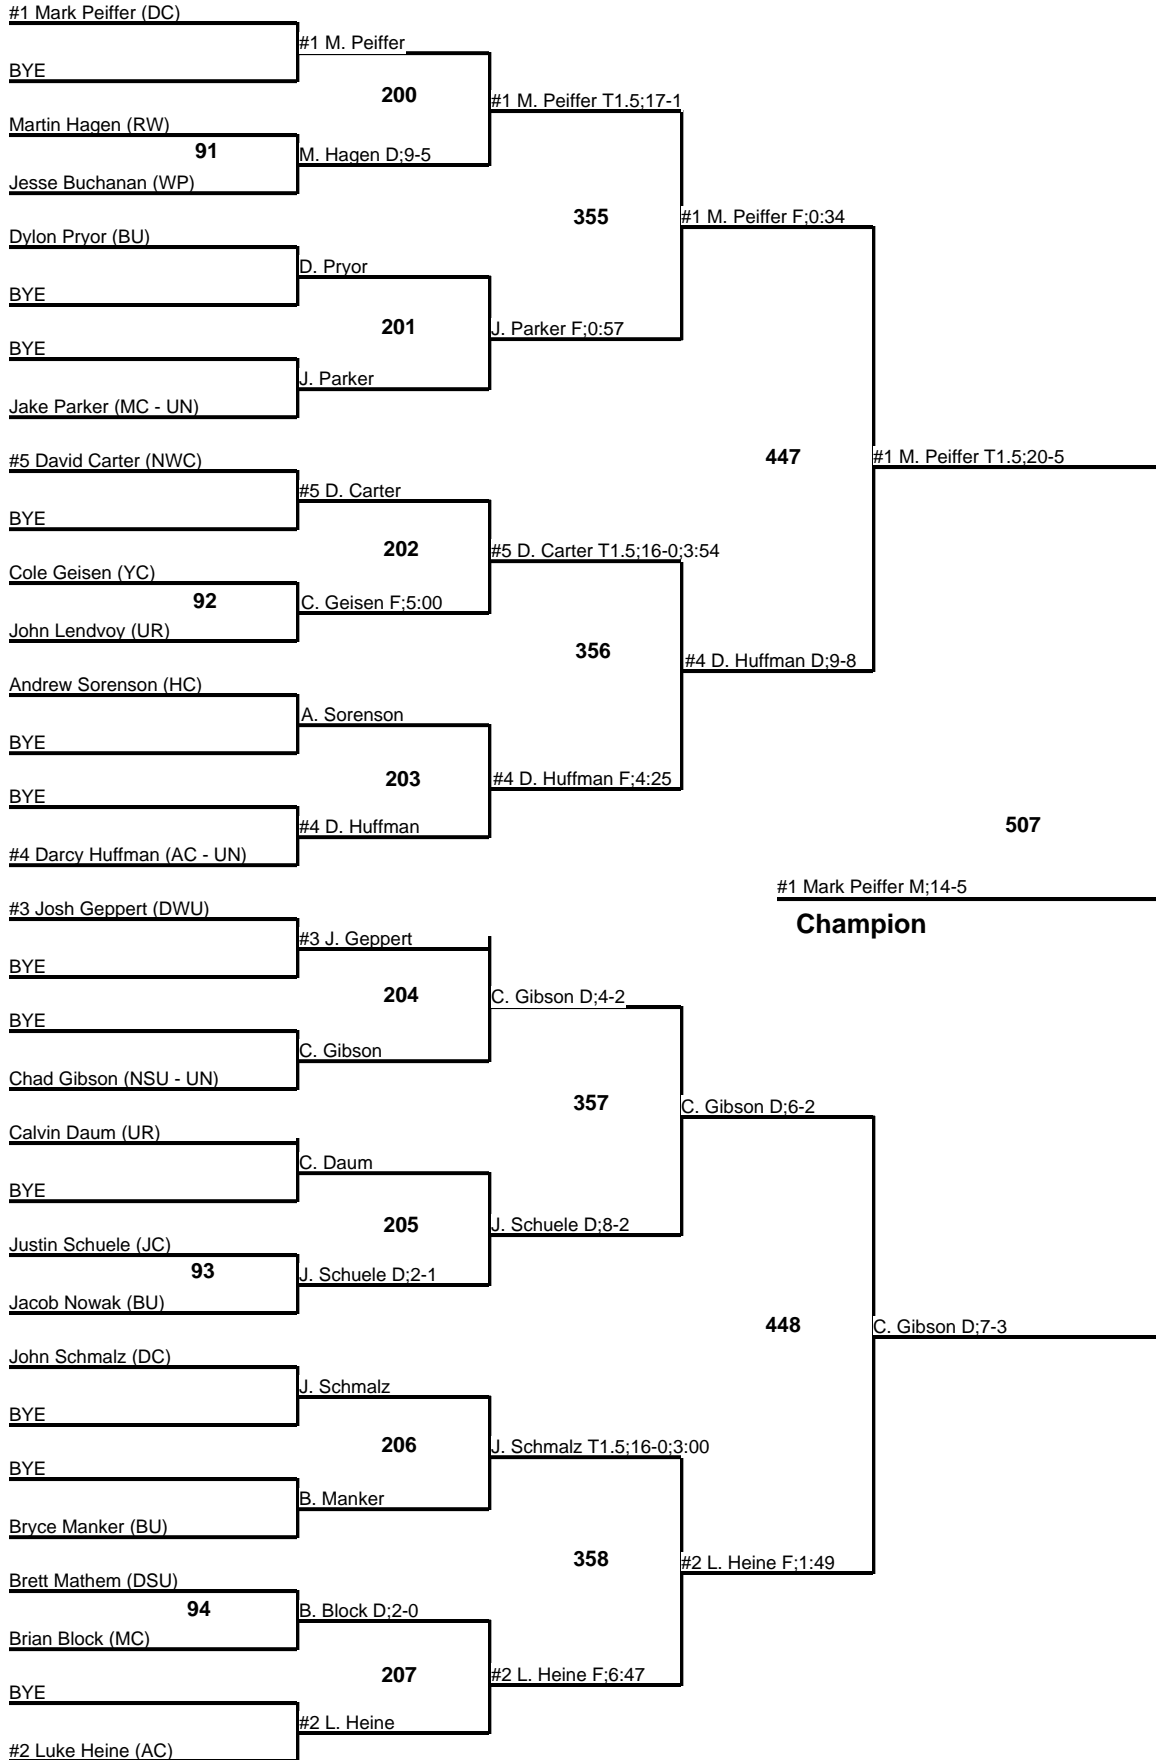 #1 Mark Peiffer (DC)
#1 M. Peiffer
BYE
200
#1 M. Peiffer T1.5;17-1
Martin Hagen (RW)
91
M. Hagen D;9-5
Jesse Buchanan (WP)
355
#1 M. Peiffer F;0:34
Dylon Pryor (BU)
D. Pryor
BYE
201
J. Parker F;0:57
BYE
J. Parker
Jake Parker (MC - UN)
447
#1 M. Peiffer T1.5;20-5
#5 David Carter (NWC)
#5 D. Carter
BYE
202
#5 D. Carter T1.5;16-0;3:54
Cole Geisen (YC)
92
C. Geisen F;5:00
John Lendvoy (UR)
356
#4 D. Huffman D;9-8
Andrew Sorenson (HC)
A. Sorenson
BYE
203
#4 D. Huffman F;4:25
BYE
#4 D. Huffman
#4 Darcy Huffman (AC - UN)
507
#1 Mark Peiffer M;14-5
Champion
#3 Josh Geppert (DWU)
#3 J. Geppert
BYE
204
C. Gibson D;4-2
BYE
C. Gibson
Chad Gibson (NSU - UN)
357
C. Gibson D;6-2
Calvin Daum (UR)
C. Daum
BYE
205
J. Schuele D;8-2
Justin Schuele (JC)
93
J. Schuele D;2-1
Jacob Nowak (BU)
448
C. Gibson D;7-3
John Schmalz (DC)
J. Schmalz
BYE
206
J. Schmalz T1.5;16-0;3:00
BYE
B. Manker
Bryce Manker (BU)
358
#2 L. Heine F;1:49
Brett Mathem (DSU)
94
B. Block D;2-0
Brian Block (MC)
207
#2 L. Heine F;6:47
BYE
#2 L. Heine
#2 Luke Heine (AC)